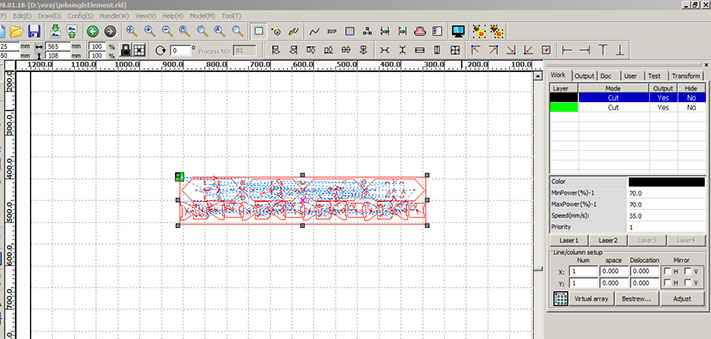 V8.01.18-[D:\viraj\jobsingleElement.rld]
P) Edit(E) Draw(D) Config(S) Handle(W) View(V) Help(H) Model(M) Tool(T)
25 mm 565 100 %
50 mm 108 100 % 0 ° Process NO: B1
1200.0 1100.0 1000.0 900.0 800.0 700.0 600.0 500.0 400.0 300.0 200.0 100.0
200.0
300.0
400.0
500.0
600.0
700.0
800.0
Work Output Doc User Test Transform
Layer Mode Output Hide
Cut Yes No
Cut Yes No
Color
MinPower(%)-1 70.0
MaxPower(%)-1 70.0
Speed(mm/s): 35.0
Priority 1
Laser1 Laser2 Laser3 Laser4
Line/column setup
Num space Dislocation Mirror
X: 1 0.000 0.000 H V
Y: 1 0.000 0.000 H V
Virtual array Bestrew... Adjust